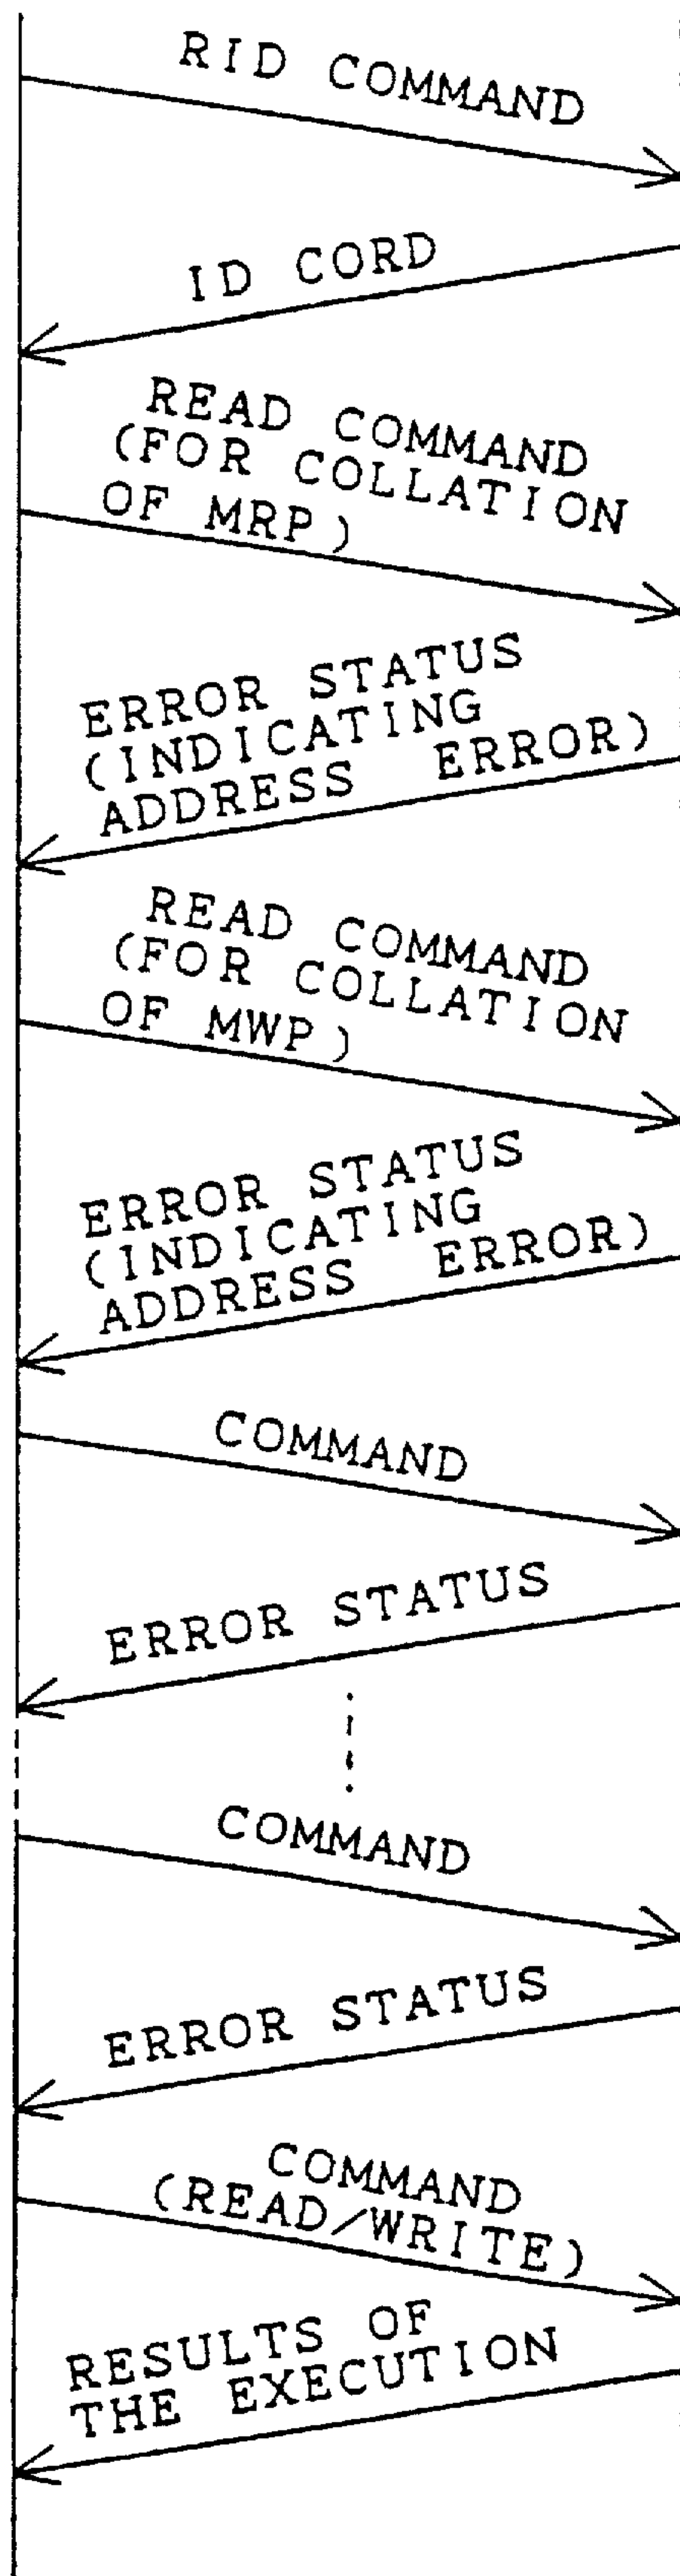 RID COMMAND
ID CORD
READ COMMAND
(FOR COLLATION
OF MRP)
ERROR STATUS
(INDICATING
ADDRESS ERROR)
READ COMMAND
(FOR COLLATION
OF MWP)
ERROR STATUS
(INDICATING
ADDRESS ERROR)
COMMAND
ERROR STATUS
COMMAND
ERROR STATUS
COMMAND
(READ/WRITE)
RESULTS OF
THE EXECUTION